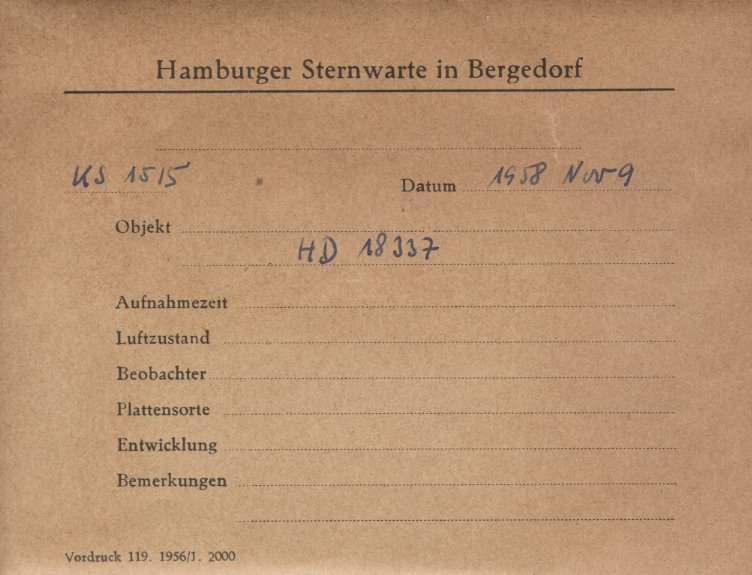 Hamburger Sternwarte in Bergedorf
KS 1515 Datum 1958 Nov 9
Objekt
HD 18337
Aufnahmezeit
Luftzustand
Beobachter
Plattensorte
Entwicklung
Bemerkungen
Vordruck 119. 1956/1. 2000